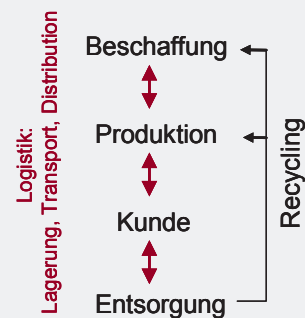 Logistik:
Lagerung, Transport, Distribution
Beschaffung
Produktion
Kunde
Entsorgung
Recycling